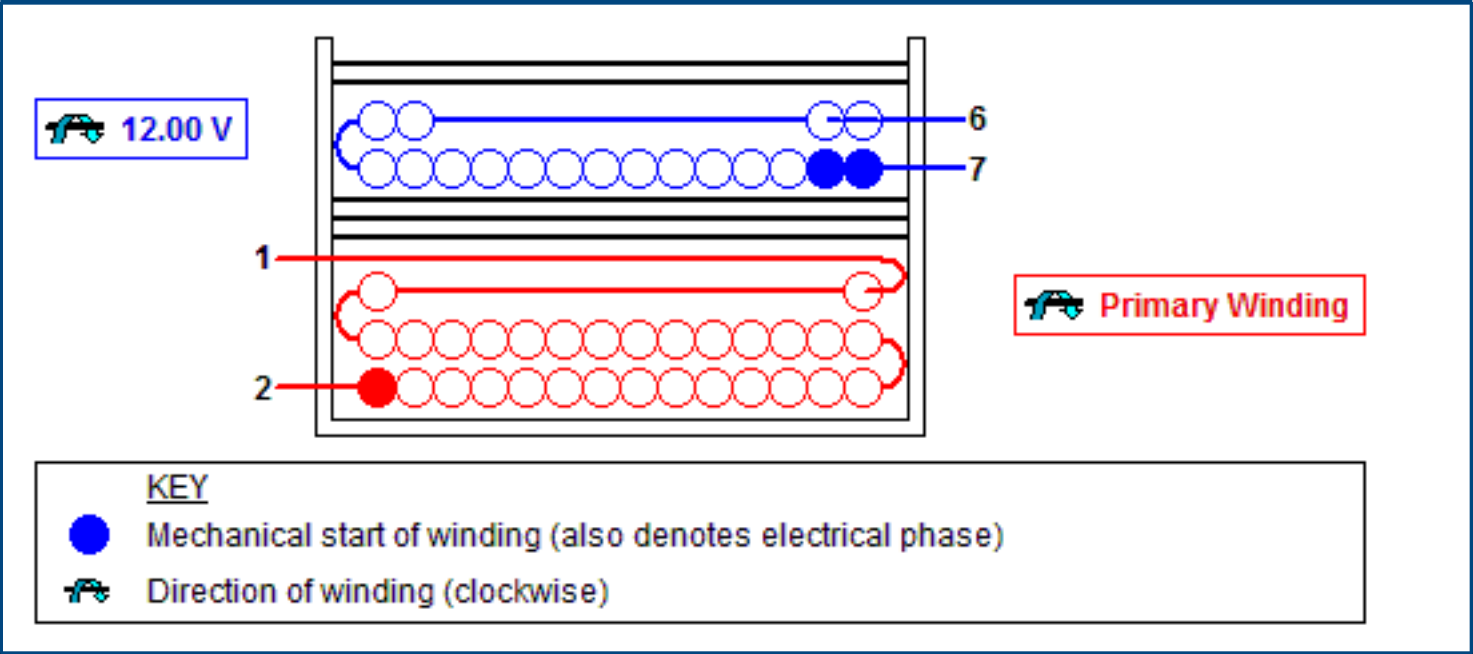 12.00 V
6
7
1
Primary Winding
2
KEY
Mechanical start of winding (also denotes electrical phase)
Direction of winding (clockwise)